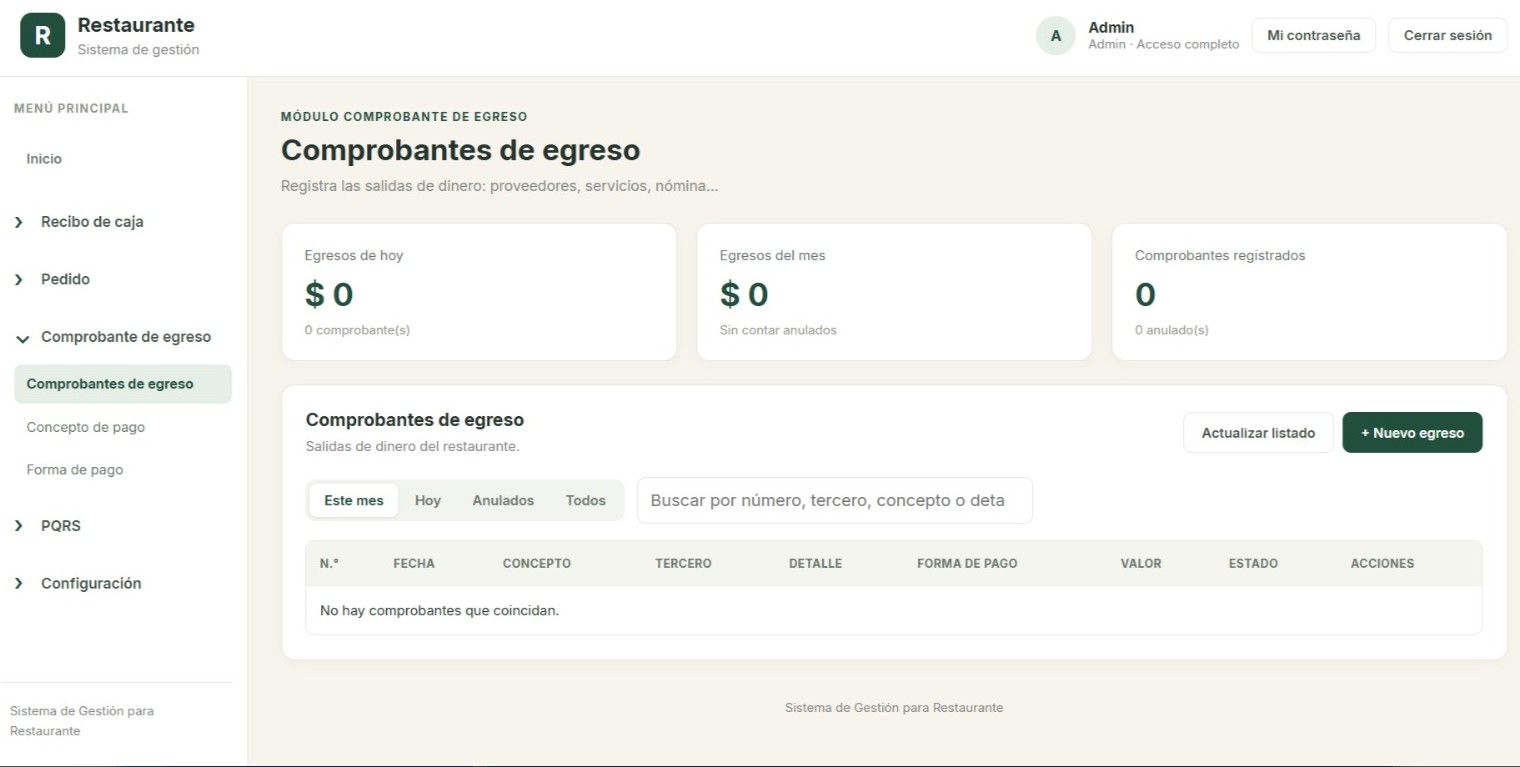 R
Restaurante
Sistema de gestión
A
Admin
Admin · Acceso completo
Mi contraseña
Cerrar sesión
MENÚ PRINCIPAL
Inicio
Recibo de caja
Pedido
Comprobante de egreso
Comprobantes de egreso
Concepto de pago
Forma de pago
PQRS
Configuración
Sistema de Gestión para
Restaurante
MÓDULO COMPROBANTE DE EGRESO
Comprobantes de egreso
Registra las salidas de dinero: proveedores, servicios, nómina...
Egresos de hoy
$ 0
0 comprobante(s)
Egresos del mes
$ 0
Sin contar anulados
Comprobantes registrados
0
0 anulado(s)
Comprobantes de egreso
Salidas de dinero del restaurante.
Actualizar listado
+ Nuevo egreso
Este mes Hoy Anulados Todos
Buscar por número, tercero, concepto o deta
N.° FECHA CONCEPTO TERCERO DETALLE FORMA DE PAGO VALOR ESTADO ACCIONES
No hay comprobantes que coincidan.
Sistema de Gestión para Restaurante